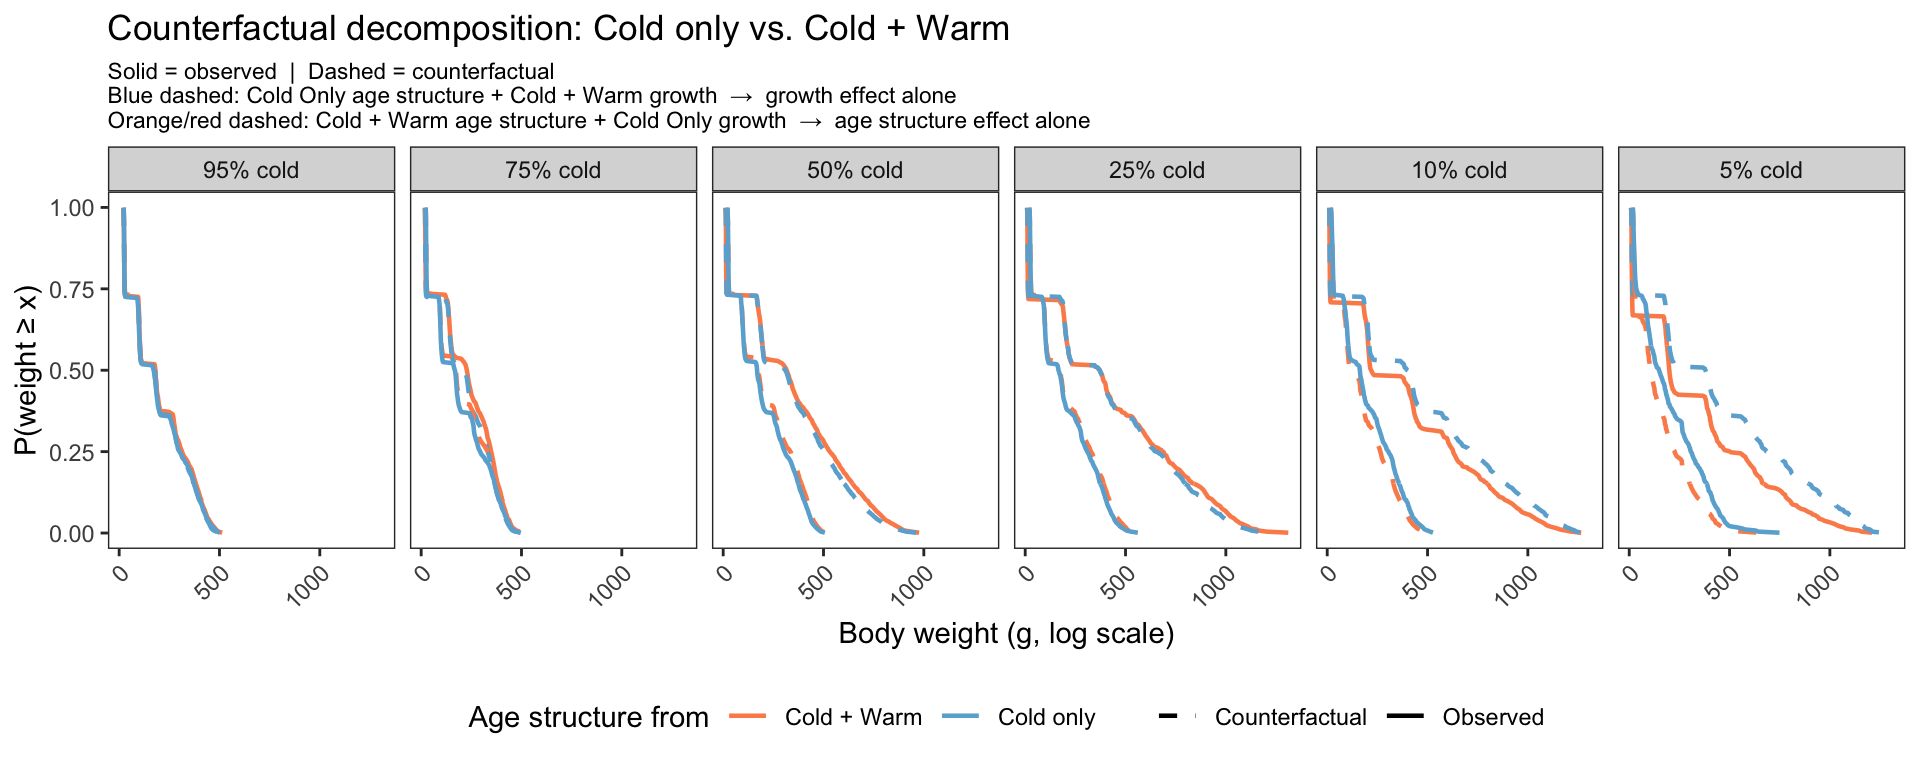 Counterfactual decomposition: Cold only vs. Cold + Warm
Solid = observed | Dashed = counterfactual
Blue dashed: Cold Only age structure + Cold + Warm growth → growth effect alone
Orange/red dashed: Cold + Warm age structure + Cold Only growth → age structure effect alone
95% cold
75% cold
50% cold
25% cold
10% cold
5% cold
P(weight ≥ x)
1.00
0.75
0.50
0.25
0.00
0
500
1000
0
500
1000
0
500
1000
0
500
1000
0
500
1000
0
500
1000
Body weight (g, log scale)
Age structure from
Cold + Warm
Cold only
Counterfactual
Observed